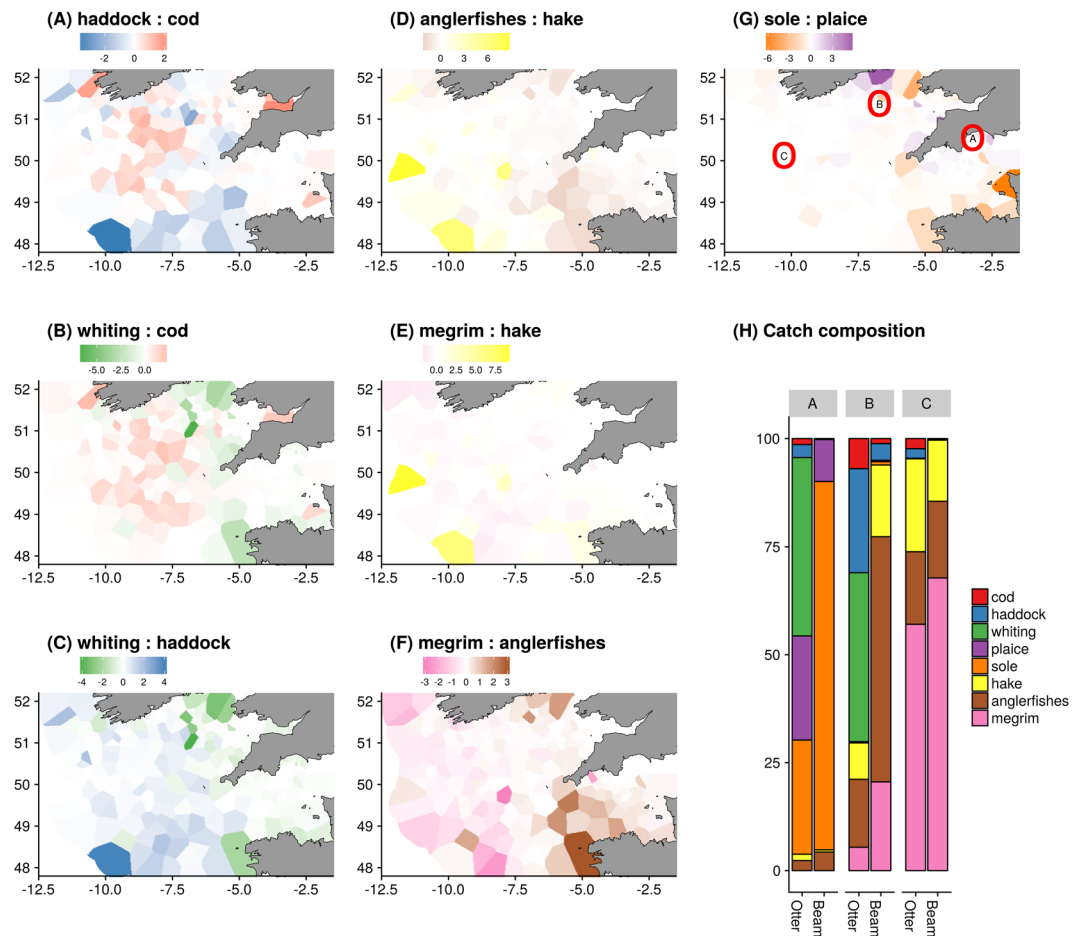 (A) haddock : cod
-2 0 2
52
51
50
49
48
-12.5 -10.0 -7.5 -5.0 -2.5
(D) anglerfishes : hake
0 3 6
52
51
50
49
48
-12.5 -10.0 -7.5 -5.0 -2.5
(G) sole : plaice
-6 -3 0 3
52
51
50
49
48
B
A
C
-12.5 -10.0 -7.5 -5.0 -2.5
(B) whiting : cod
-5.0 -2.5 0.0
52
51
50
49
48
-12.5 -10.0 -7.5 -5.0 -2.5
(E) megrim : hake
0.0 2.5 5.0 7.5
52
51
50
49
48
-12.5 -10.0 -7.5 -5.0 -2.5
(C) whiting : haddock
-4 -2 0 2 4
52
51
50
49
48
-12.5 -10.0 -7.5 -5.0 -2.5
(F) megrim : anglerfishes
-3 -2 -1 0 1 2 3
52
51
50
49
48
-12.5 -10.0 -7.5 -5.0 -2.5
(H) Catch composition
A B C
100
75
50
25
0
Otter Beam Otter Beam Otter Beam
cod
haddock
whiting
plaice
sole
hake
anglerfishes
megrim